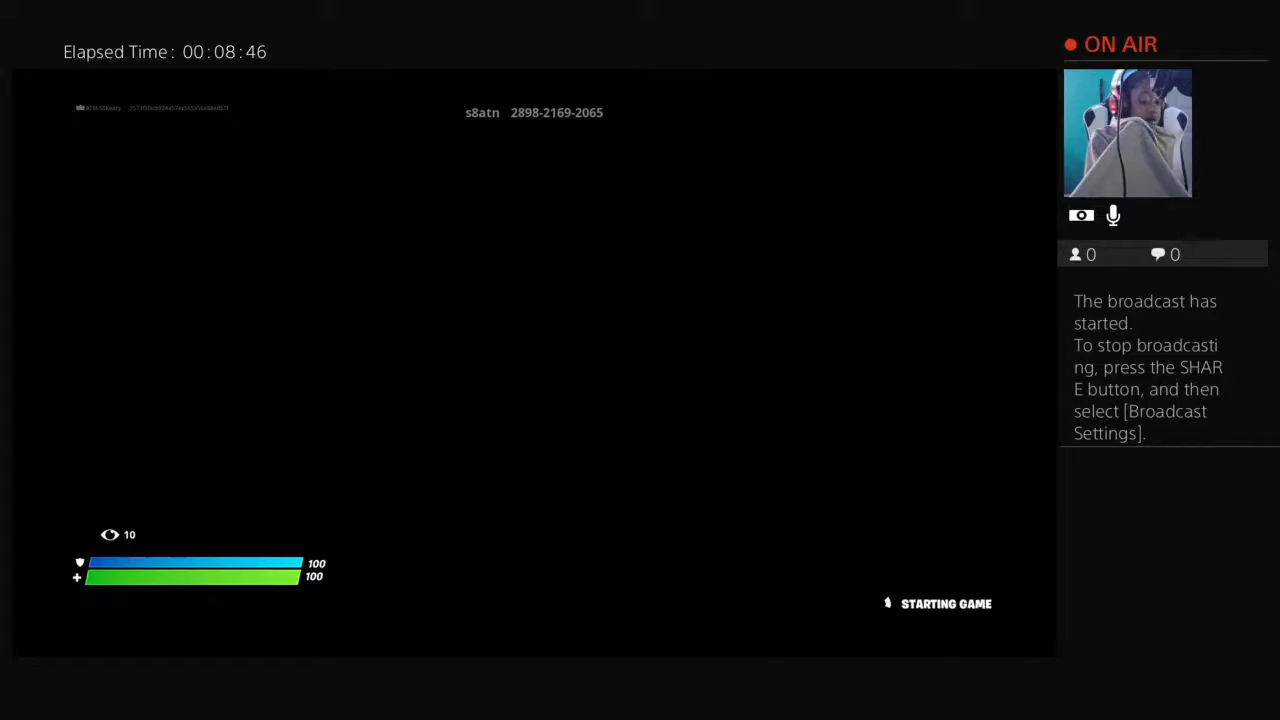 Elapsed Time: 00:08:46
ON AIR
s8atn 2898-2169-2065
0 0
The broadcast has
started.
To stop broadcasti
ng, press the SHAR
E button, and then
select [Broadcast
Settings].
10
100
100
STARTING GAME